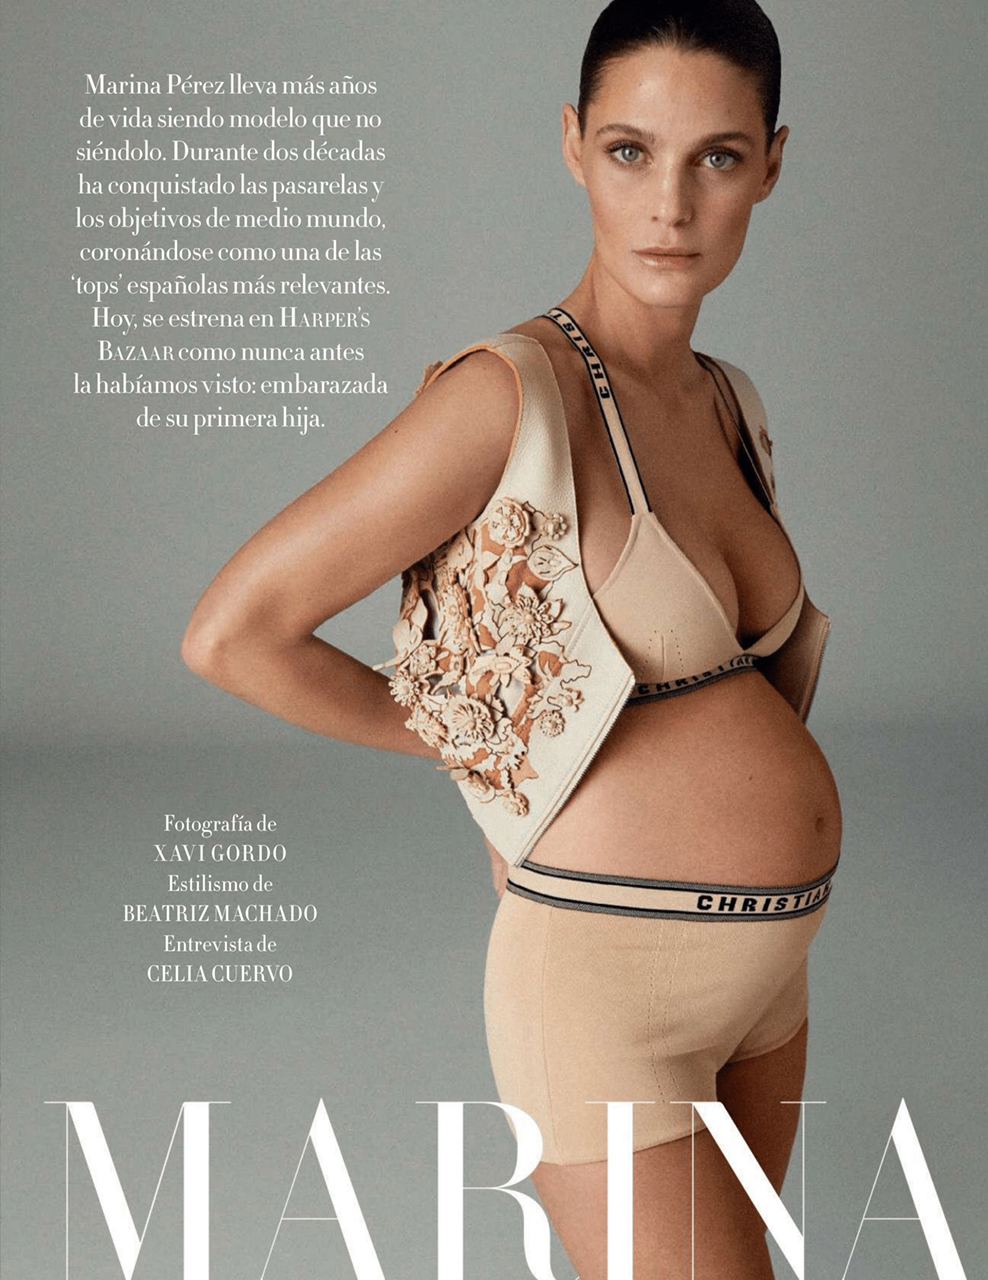 Marina Pérez lleva más años
de vida siendo modelo que no
siéndolo. Durante dos décadas
ha conquistado las pasarelas y
los objetivos de medio mundo,
coronándose como una de las
‘tops’ españolas más relevantes.
Hoy, se estrena en HARPER'S
BAZAAR como nunca antes
la habíamos visto: embarazada
de su primera hija.
CHRIST
CHRISTIA
Fotografía de
XAVI GORDO
Estilismo de
BEATRIZ MACHADO
Entrevista de
CELIA CUERVO
CHRISTIAN
MARINA